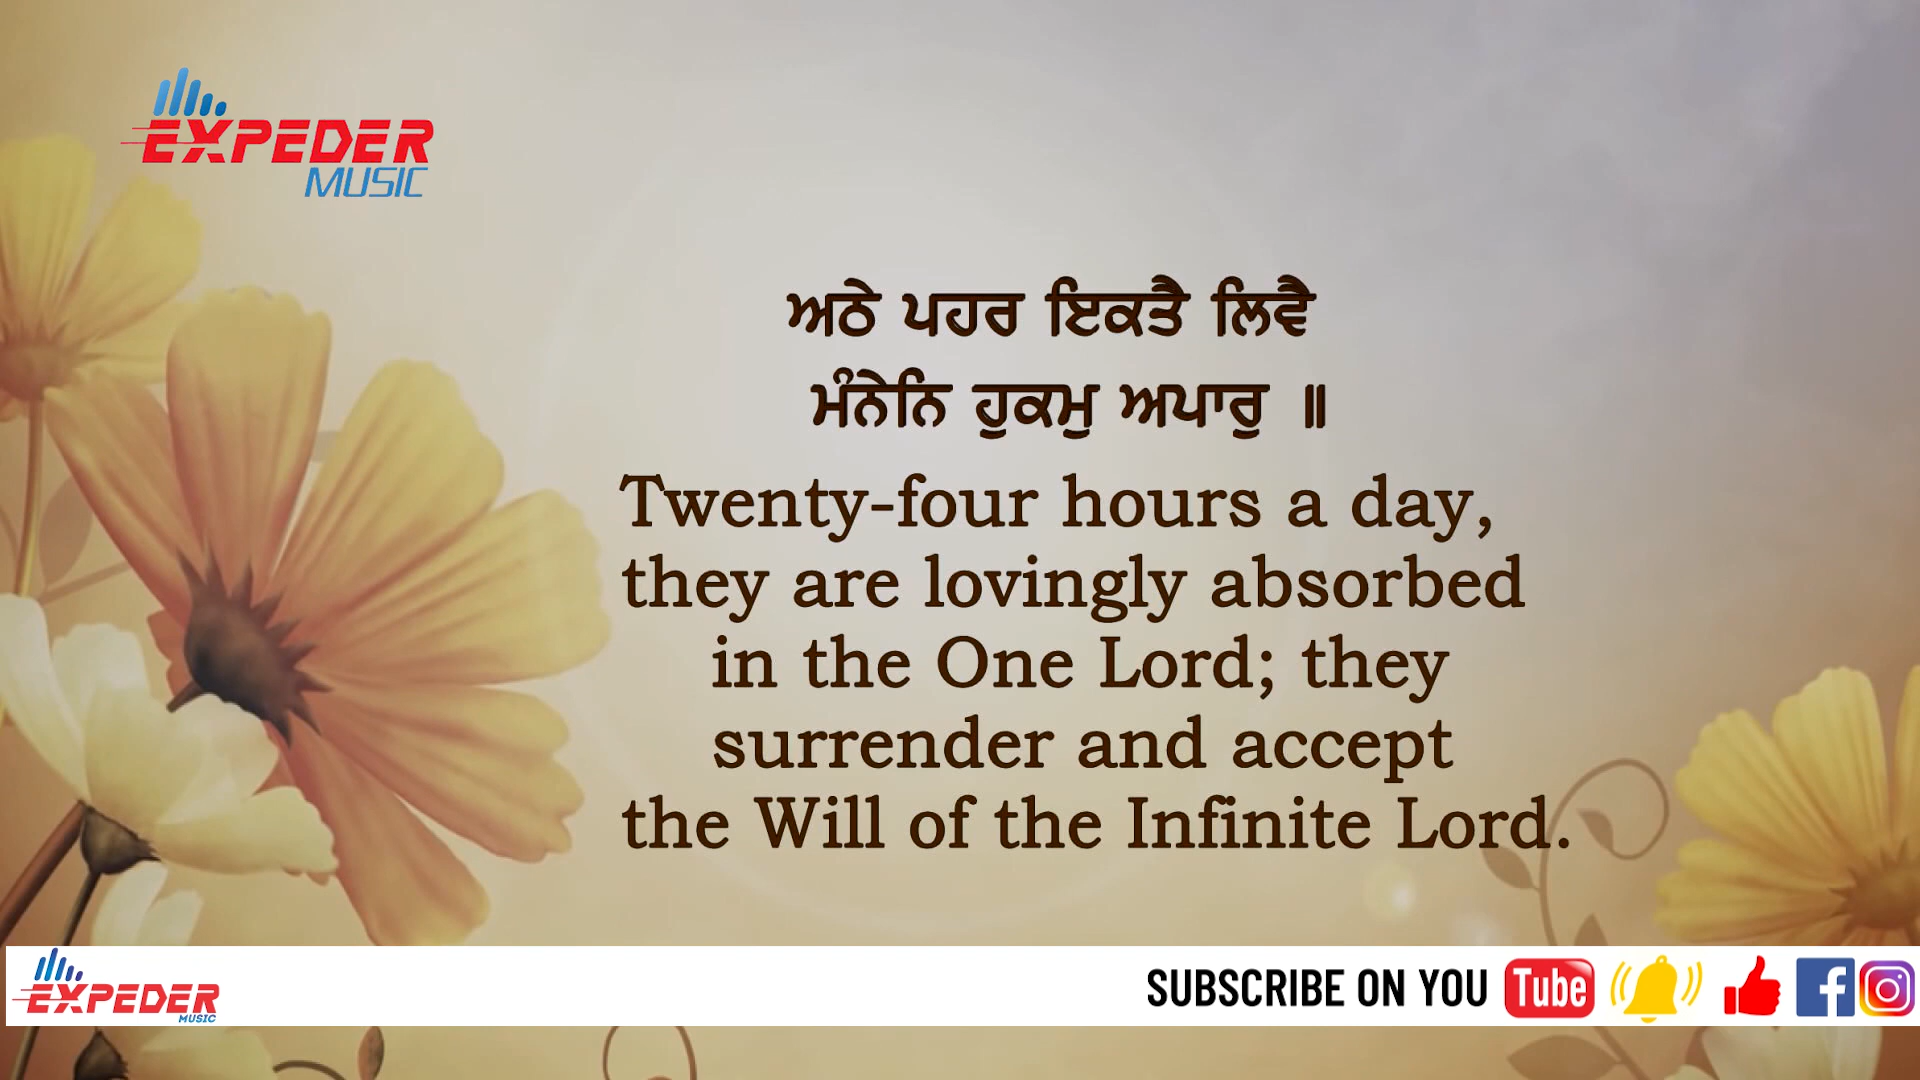 EXPEDER
MUSIC
ਅਠੇ ਪਹਰ ਇਕਤੈ ਲਿਵੈ
ਮੰਨੇਨਿ ਹੁਕਮੁ ਅਪਾਰੁ ॥
Twenty-four hours a day,
they are lovingly absorbed
in the One Lord; they
surrender and accept
the Will of the Infinite Lord.
EXPEDER
MUSIC
SUBSCRIBE ON YOU Tube